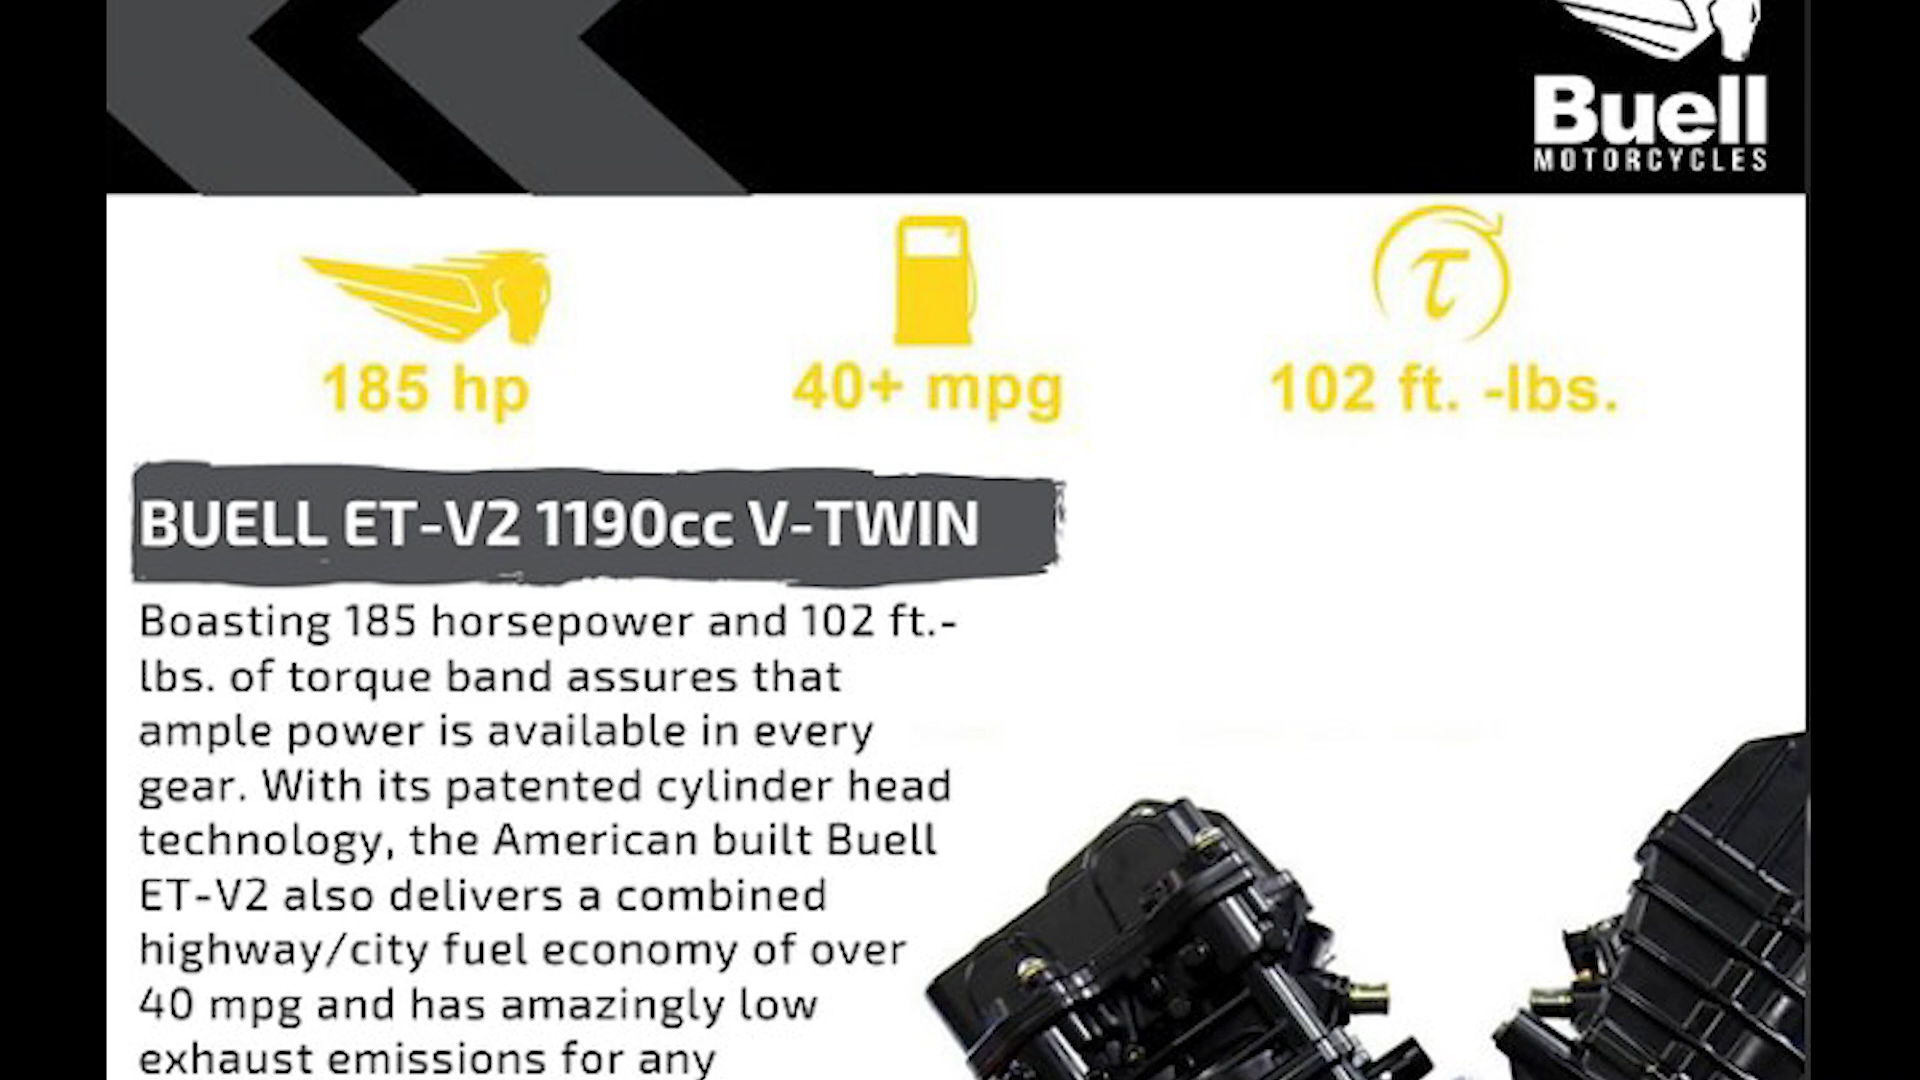 Buell
MOTORCYCLES
τ
185 hp
40+ mpg
102 ft. -lbs.
BUELL ET-V2 1190cc V-TWIN
Boasting 185 horsepower and 102 ft.-
lbs. of torque band assures that
ample power is available in every
gear. With its patented cylinder head
technology, the American built Buell
ET-V2 also delivers a combined
highway/city fuel economy of over
40 mpg and has amazingly low
exhaust emissions for any